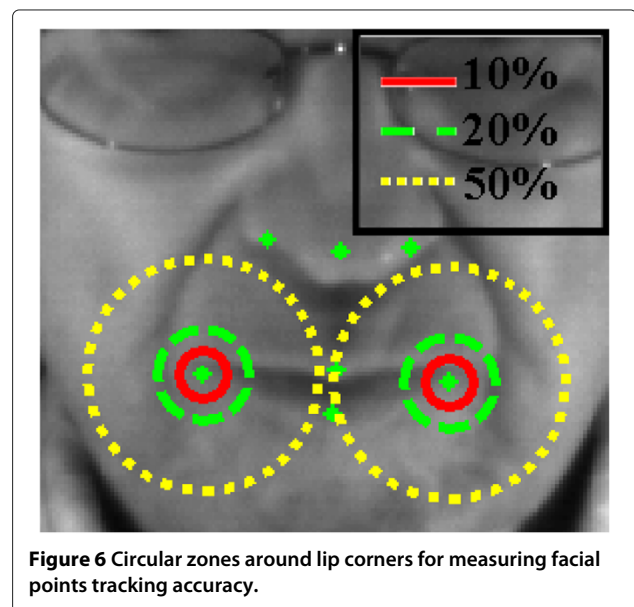 10%
20%
50%
Figure 6 Circular zones around lip corners for measuring facial
points tracking accuracy.